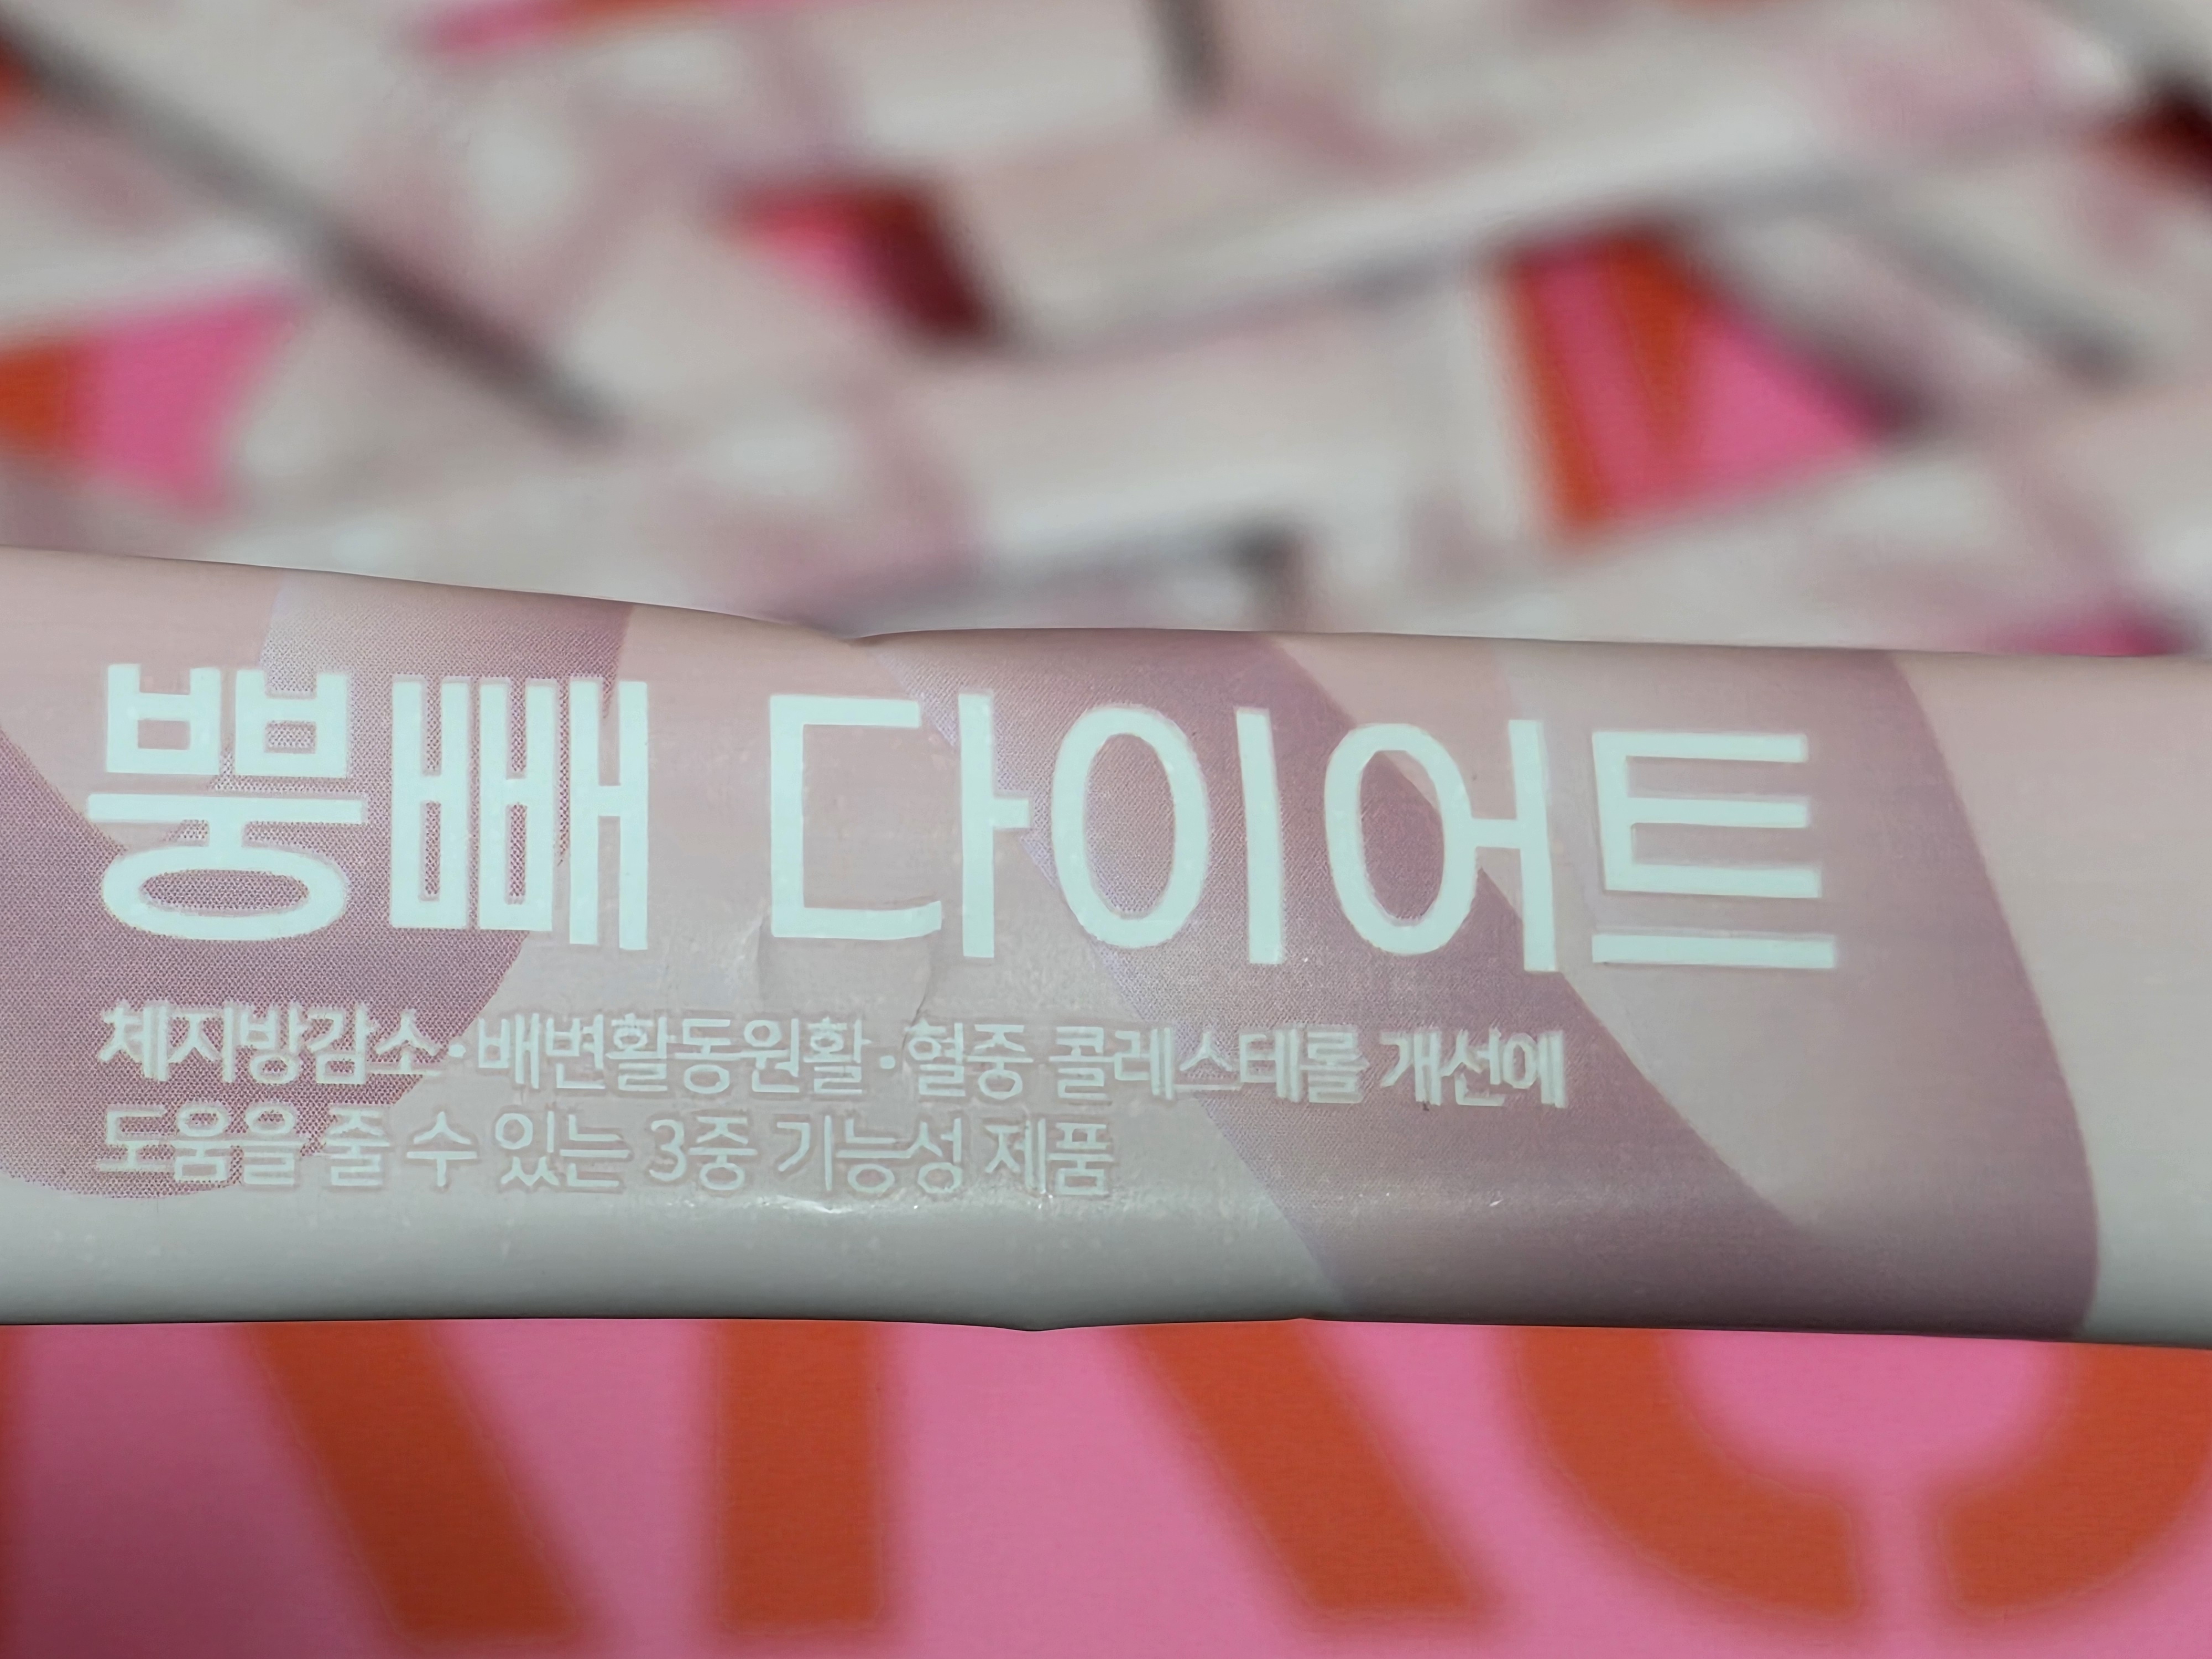 뿡빼 다이어트
체지방감소·배변활동원활·혈중 콜레스테롤 개선에
도움을 줄 수 있는 3중 기능성 제품